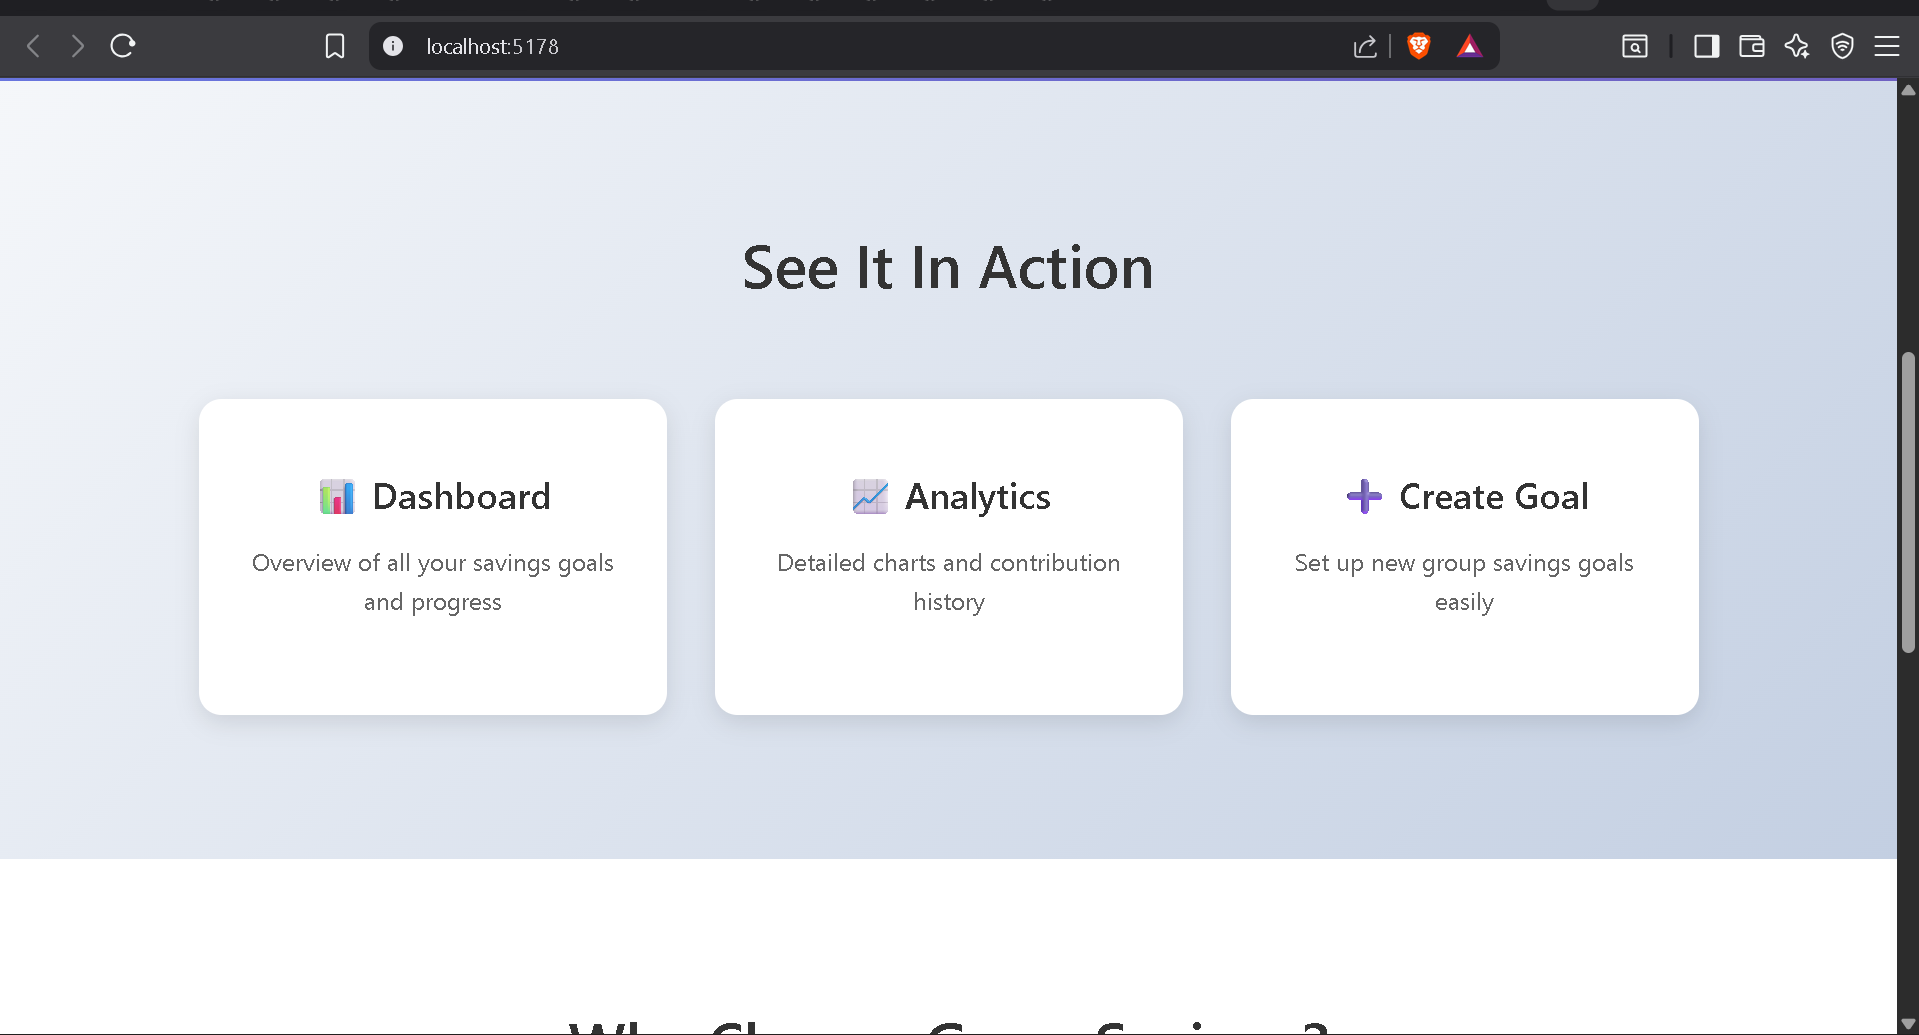 localhost:5178
See It In Action
Dashboard
Overview of all your savings goals
and progress
Analytics
Detailed charts and contribution
history
Create Goal
Set up new group savings goals
easily